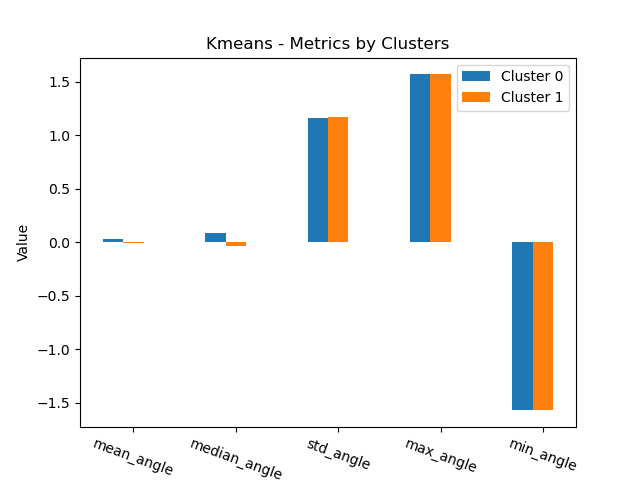 Kmeans - Metrics by Clusters
Cluster 0
Cluster 1
Value
1.5
1.0
0.5
0.0
−0.5
−1.0
−1.5
mean_angle
median_angle
std_angle
max_angle
min_angle